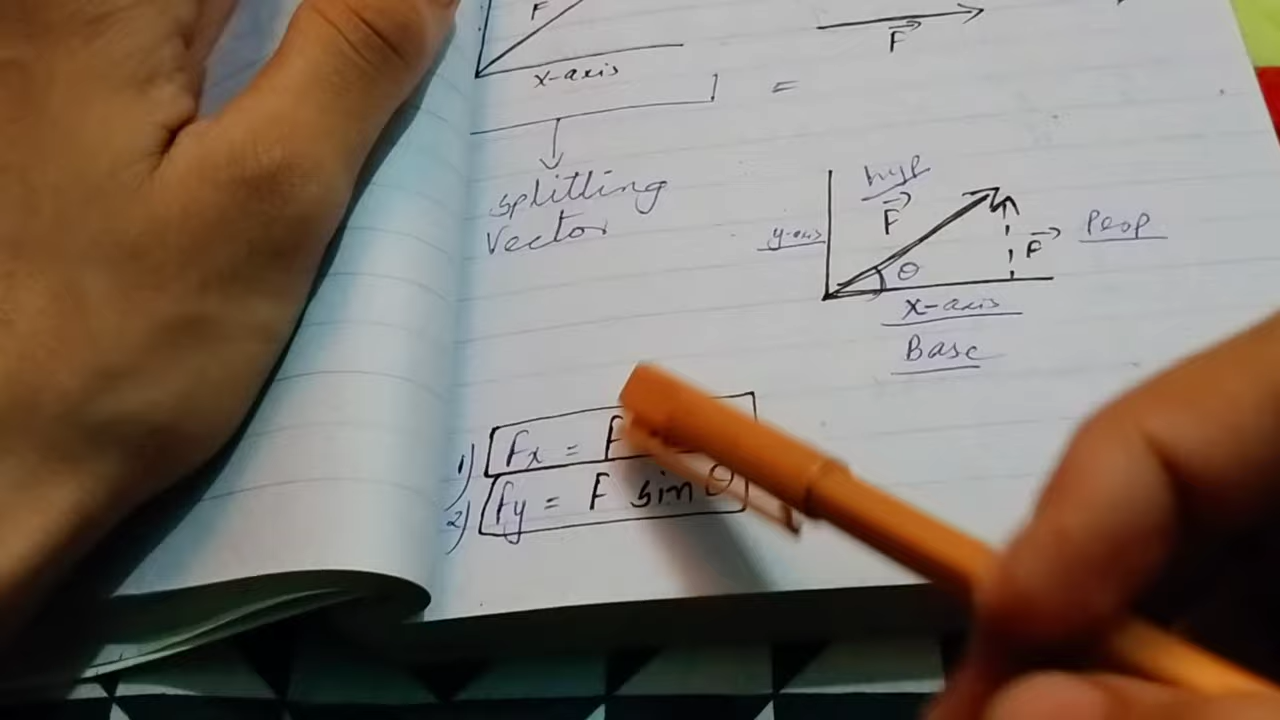 F
x-axis
F
=
splitting
vector
hyp
F
y-axis
θ
F
Perp
x-axis
Base
1) Fx = F
2) Fy = F sin θ